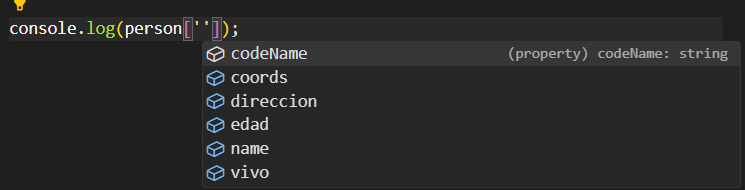 console.log(person['']);
codeName (property) codeName: string
coords
direccion
edad
name
vivo